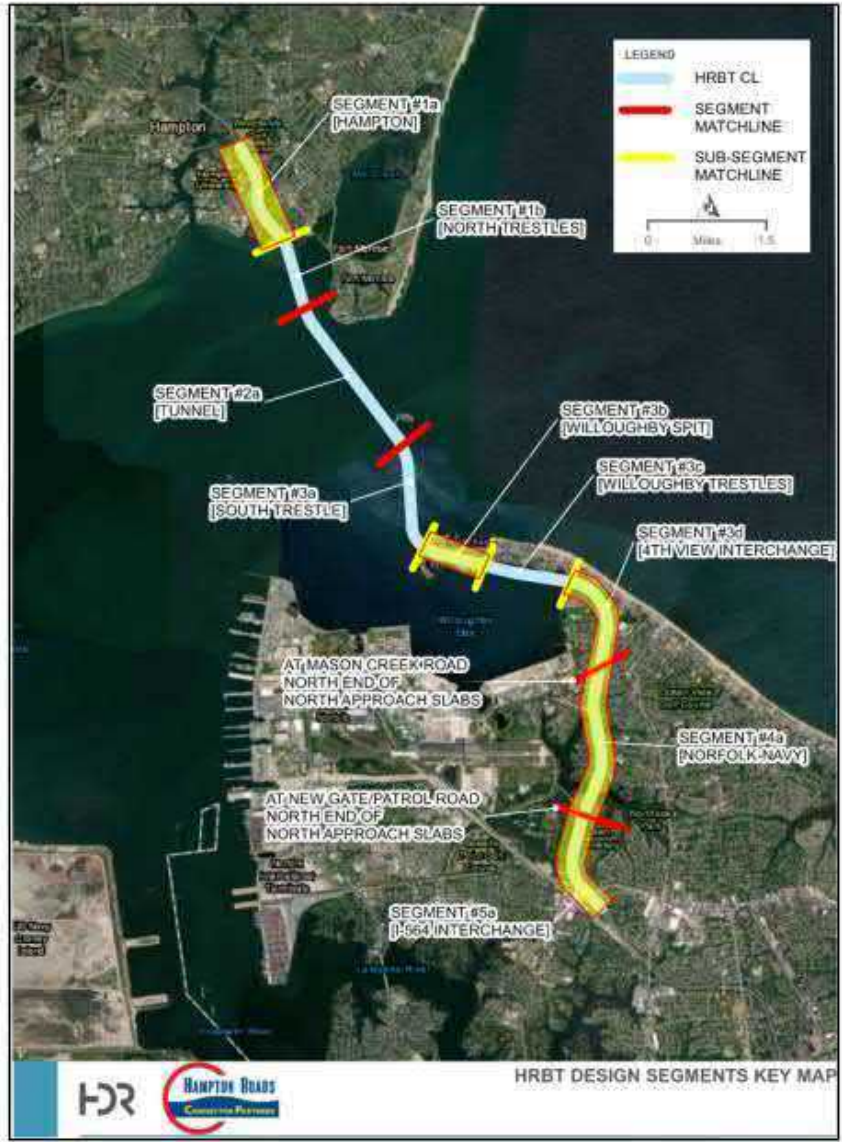 LEGEND
HRBT CL
SEGMENT
MATCHLINE
SUB-SEGMENT
MATCHLINE
0 Miles 1.5
SEGMENT #1a
[HAMPTON]
Hampton
SEGMENT #1b
[NORTH TRESTLES]
SEGMENT #2a
[TUNNEL]
SEGMENT #3b
[WILLOUGHBY SPIT]
SEGMENT #3c
[WILLOUGHBY TRESTLES]
SEGMENT #3a
[SOUTH TRESTLE]
SEGMENT #3d
[4TH VIEW INTERCHANGE]
AT MASON CREEK ROAD
NORTH END OF
NORTH APPROACH SLABS
SEGMENT #4a
[NORFOLK-NAVY]
AT NEW GATE/PATROL ROAD
NORTH END OF
NORTH APPROACH SLABS
SEGMENT #5a
[I-564 INTERCHANGE]
HDR
HAMPTON ROADS
CONNECTOR PARTNERS
HRBT DESIGN SEGMENTS KEY MAP